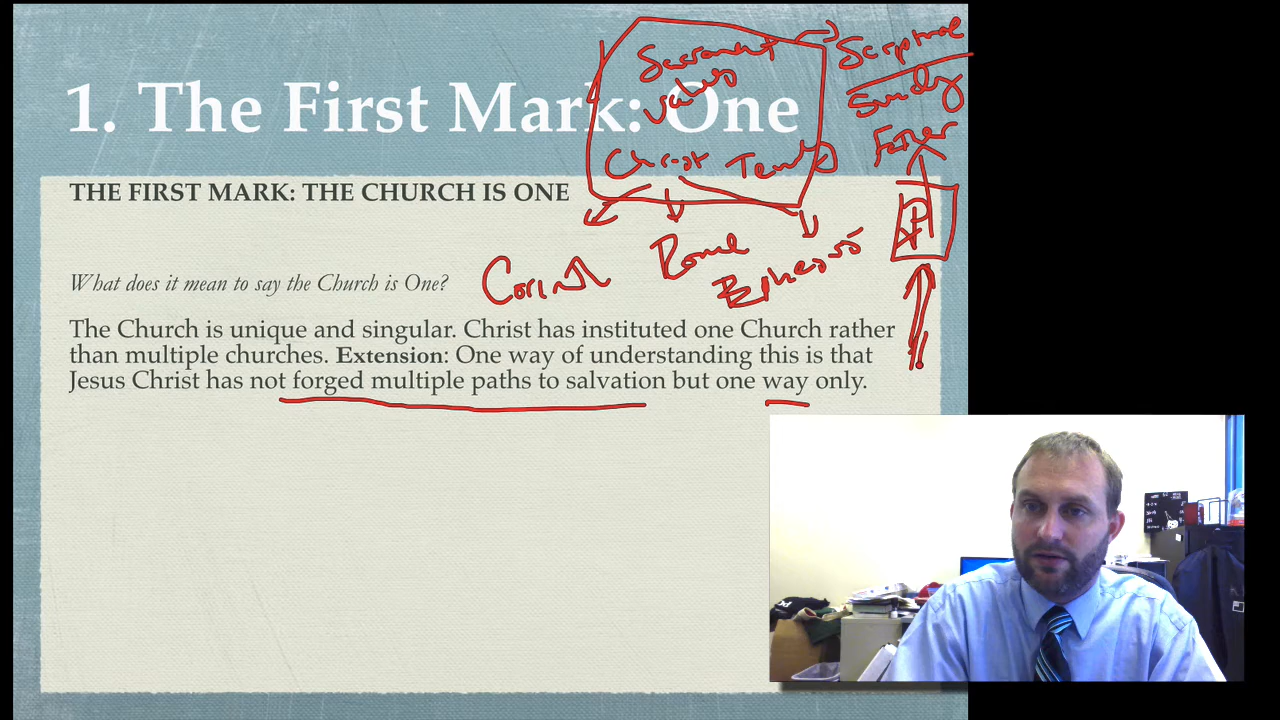 1. The First Mark: One
Sacrament
values
Christ
Scripture
Sunday
Father
THE FIRST MARK: THE CHURCH IS ONE
Corinth
Rome
Ephesus
What does it mean to say the Church is One?
The Church is unique and singular. Christ has instituted one Church rather
than multiple churches. Extension: One way of understanding this is that
Jesus Christ has not forged multiple paths to salvation but one way only.